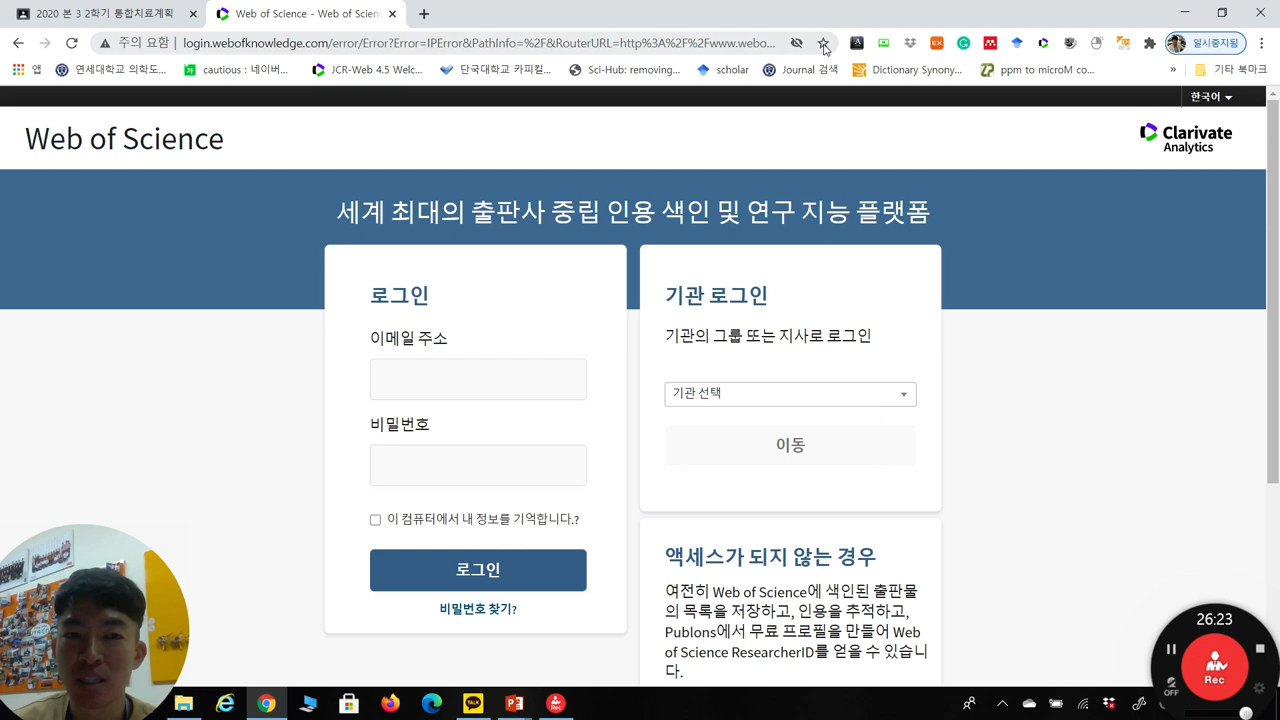 2020 본 3 2학기 통합치료계획
Web of Science - Web of Scien
주의 요함
login.webofknowledge.com/error/Error?Error=IPError&PathInfo=%2F&RouterURL=http%3A%2F%2Fwww.webo...
일시중지됨
앱
연세대학교 의학도...
cautious : 네이버...
JCR-Web 4.5 Welc...
단국대학교 카피킬...
Sci-Hub: removing...
scholar
Journal 검색
Dictionary Synony...
ppm to microM co...
»
기타 북마크
한국어
Web of Science
Clarivate
Analytics
세계 최대의 출판사 중립 인용 색인 및 연구 지능 플랫폼
로그인
이메일 주소
비밀번호
이 컴퓨터에서 내 정보를 기억합니다.?
로그인
비밀번호 찾기?
기관 로그인
기관의 그룹 또는 지사로 로그인
기관 선택
이동
액세스가 되지 않는 경우
여전히 Web of Science에 색인된 출판물
의 목록을 저장하고, 인용을 추적하고,
Publons에서 무료 프로필을 만들어 Web
of Science ResearcherID를 얻을 수 있습니
다.
26:23
Rec
OFF
TALK